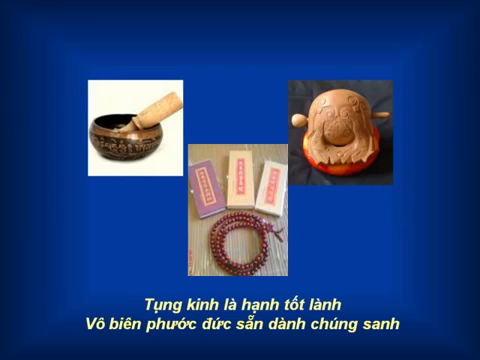 Tụng kinh là hạnh tốt lành
Vô biên phước đức sẵn dành chúng sanh